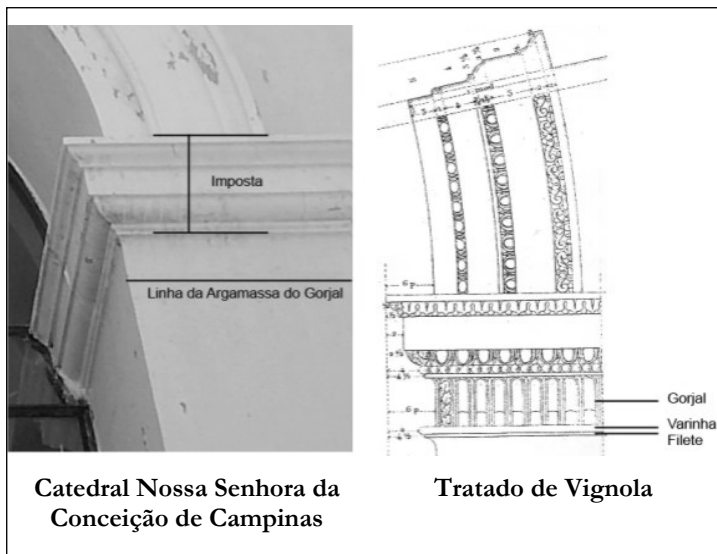 Imposta
Linha da Argamassa do Gorjal
Gorjal
Varinha
Filete
Catedral Nossa Senhora da
Conceição de Campinas
Tratado de Vignola